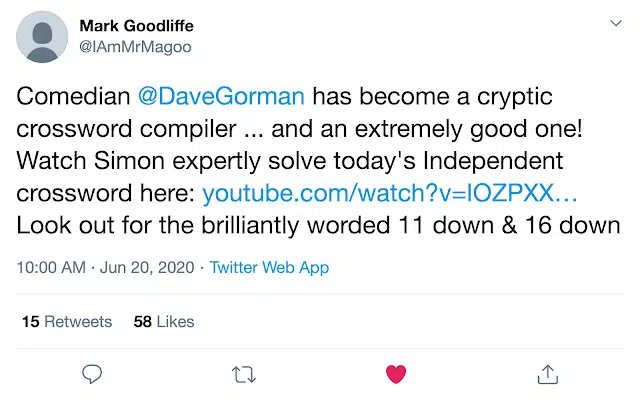 Mark Goodliffe
@IAmMrMagoo
Comedian @DaveGorman has become a cryptic
crossword compiler ... and an extremely good one!
Watch Simon expertly solve today's Independent
crossword here: youtube.com/watch?v=IOZPXX…
Look out for the brilliantly worded 11 down & 16 down
10:00 AM · Jun 20, 2020 · Twitter Web App
15 Retweets 58 Likes